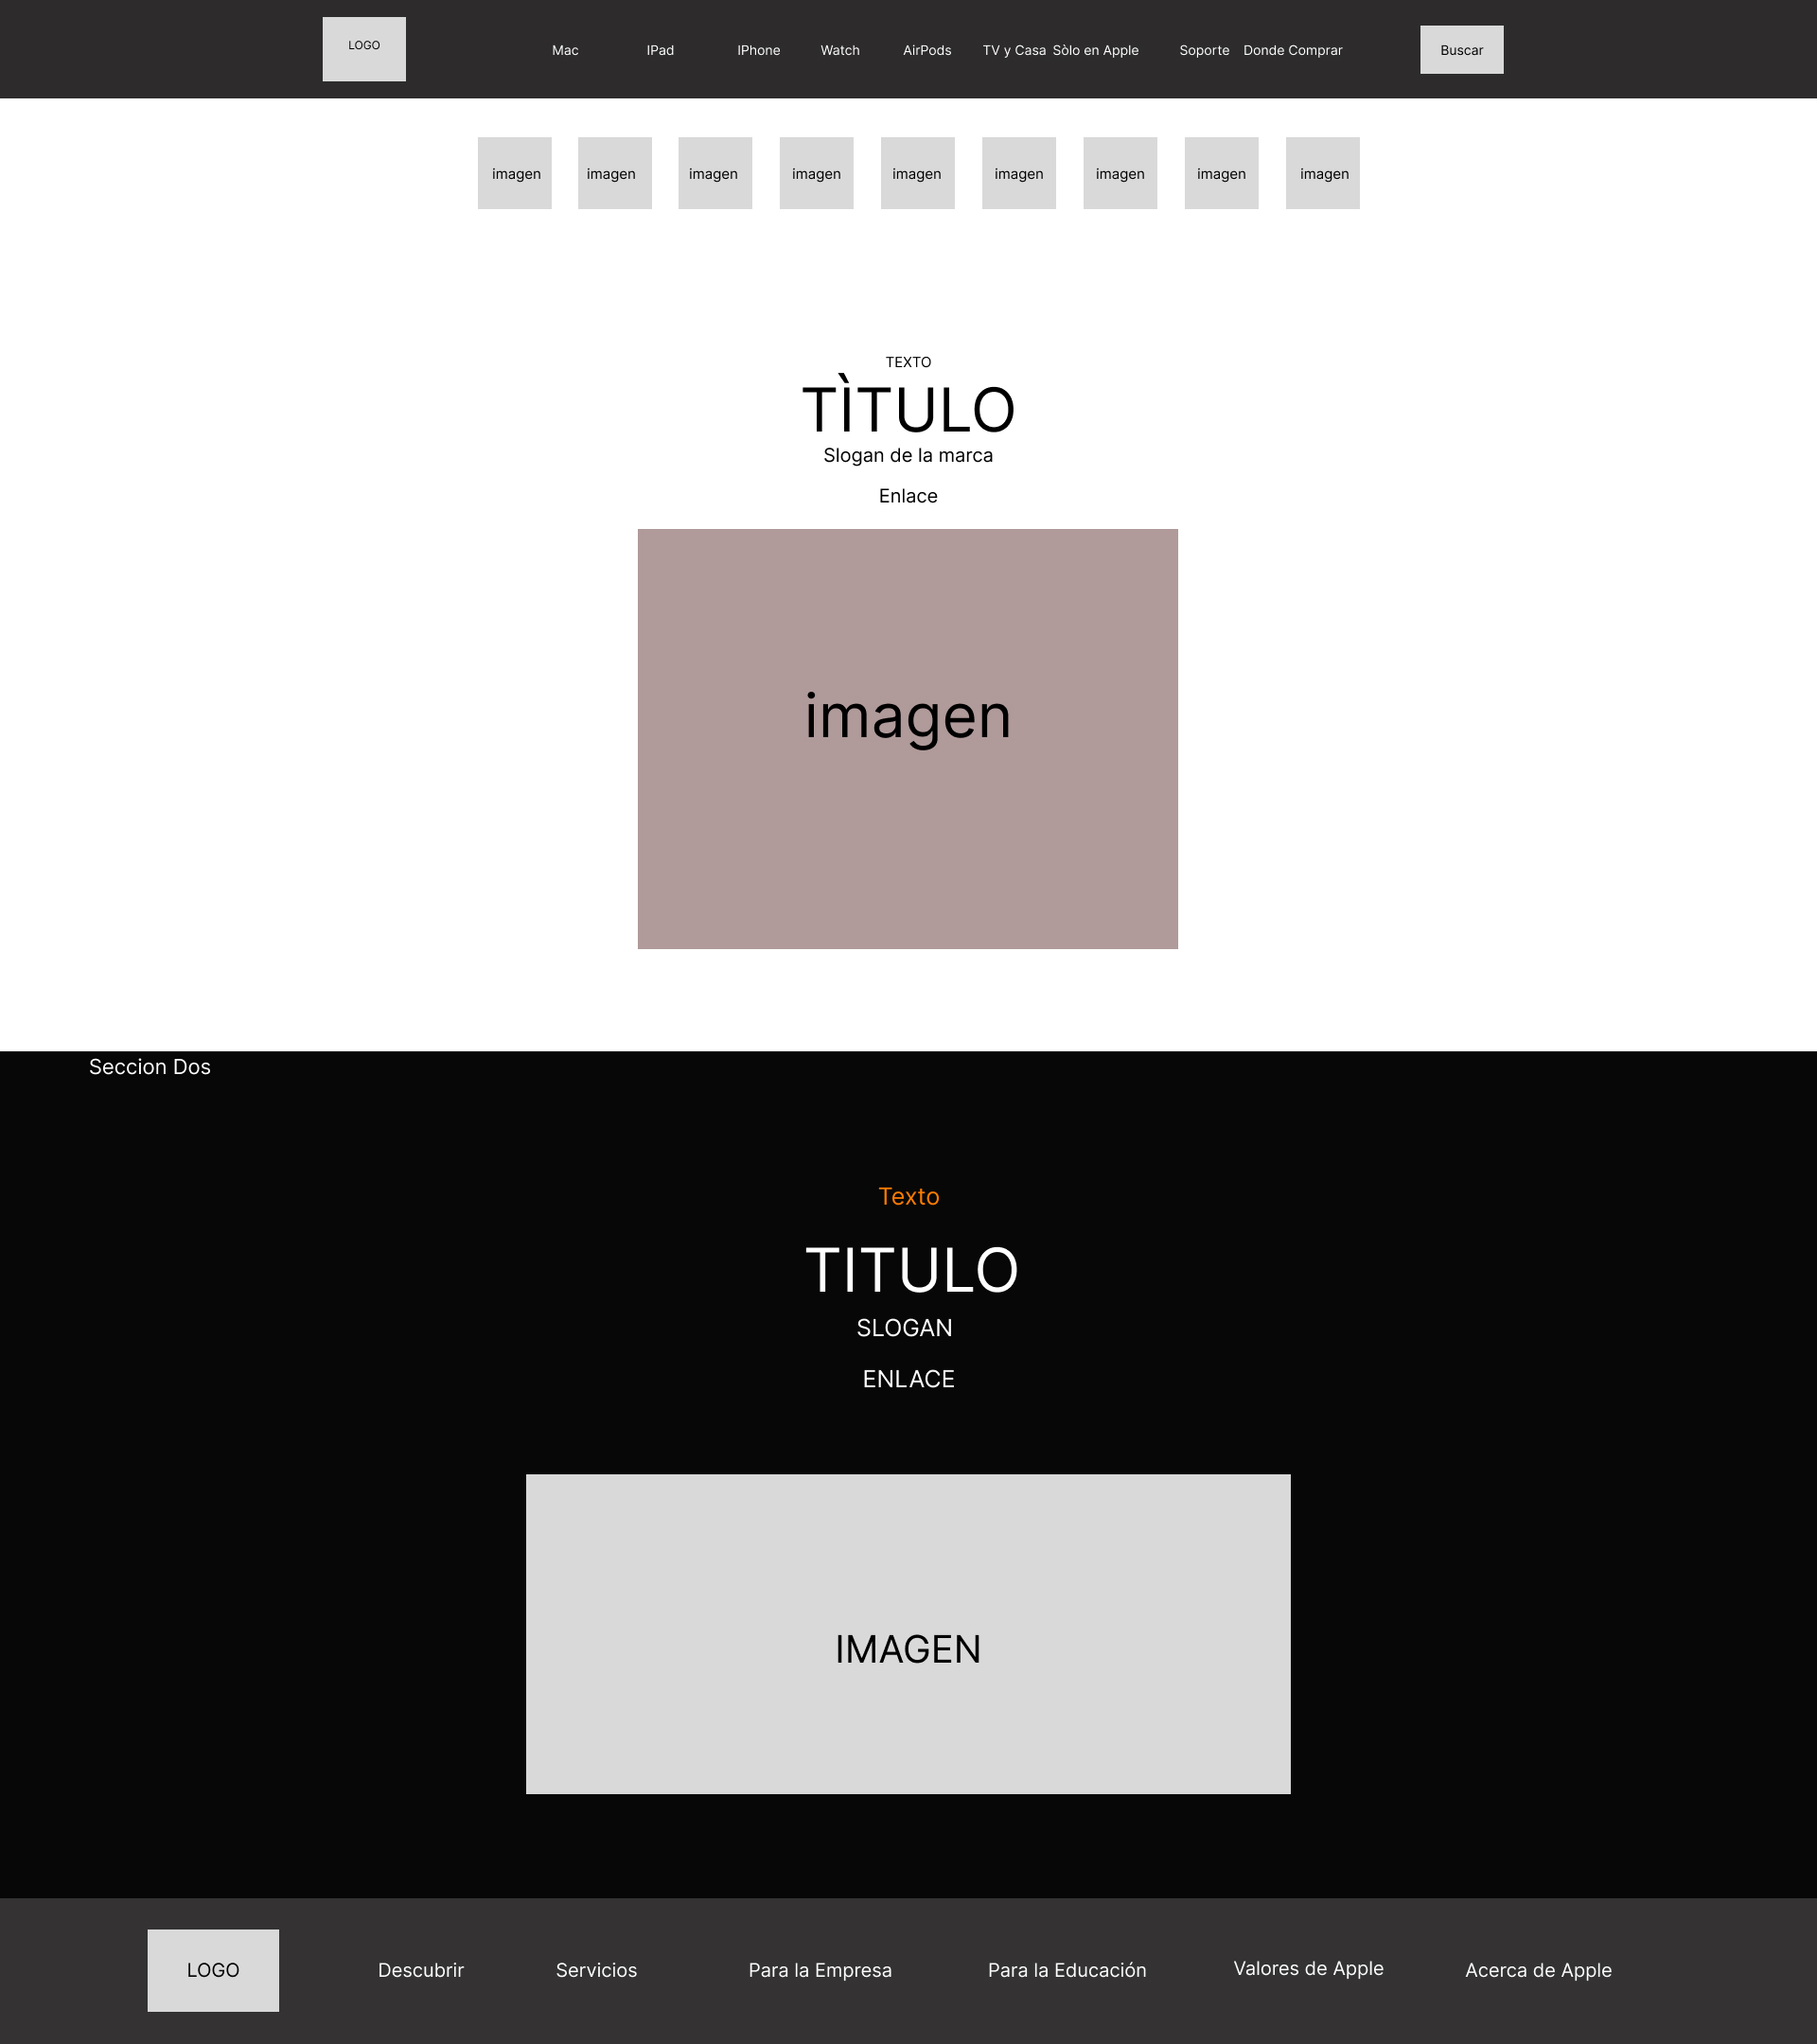 LOGO Mac IPad IPhone Watch AirPods TV y Casa Sòlo en Apple Soporte Donde Comprar Buscar
imagen imagen imagen imagen imagen imagen imagen imagen imagen
TEXTO
TÌTULO
Slogan de la marca
Enlace
imagen
Seccion Dos
Texto
TITULO
SLOGAN
ENLACE
IMAGEN
LOGO Descubrir Servicios Para la Empresa Para la Educación Valores de Apple Acerca de Apple